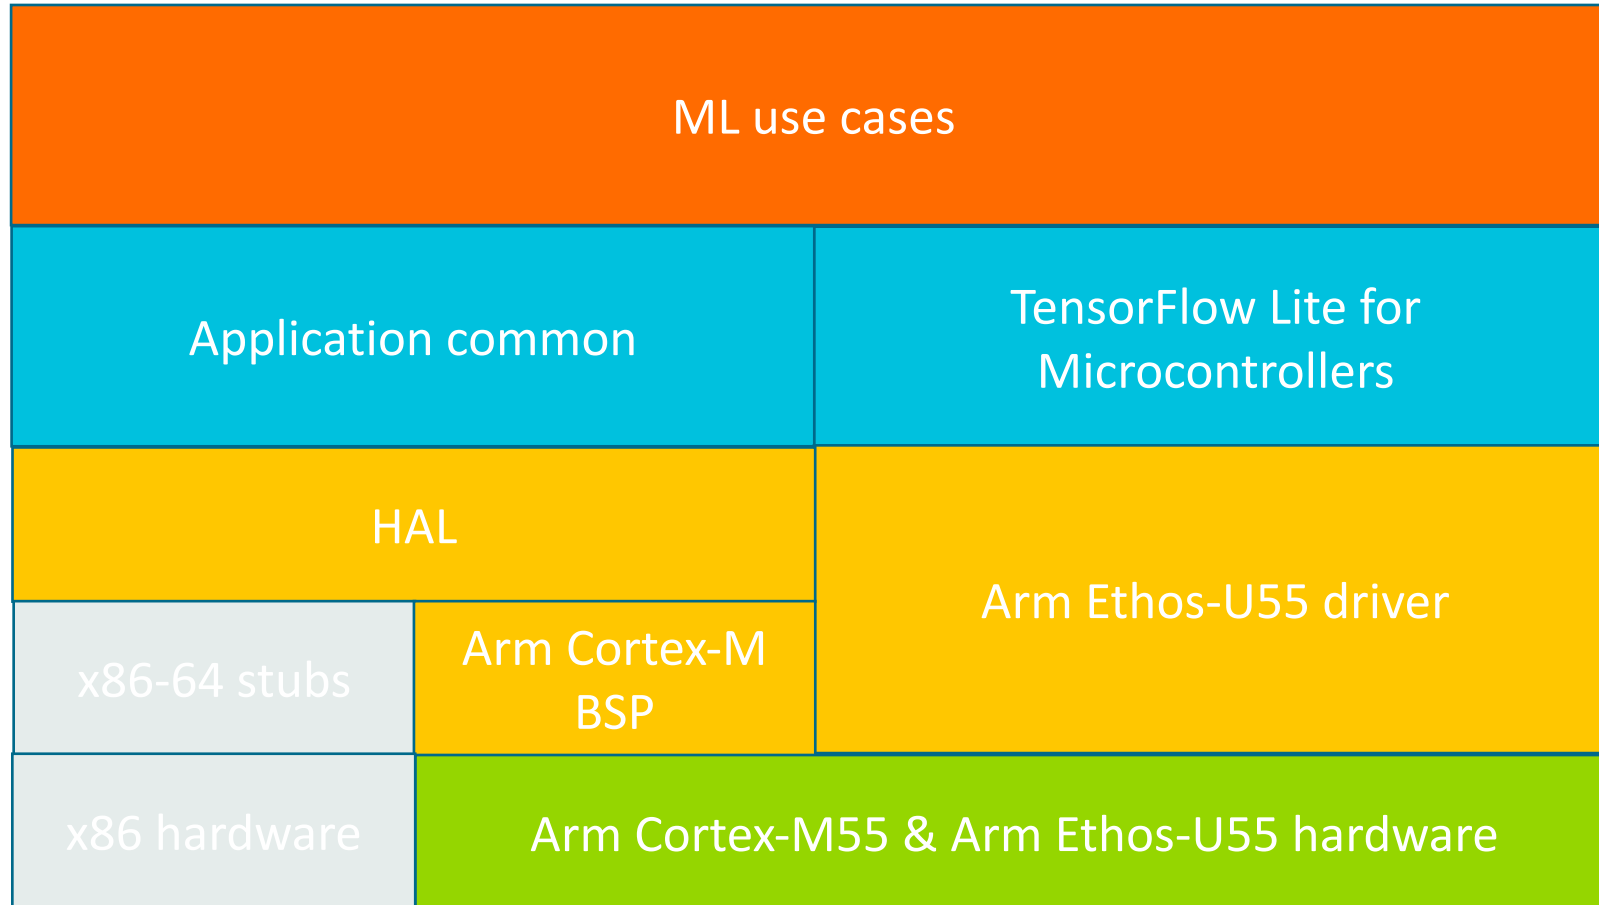 ML use cases
Application common
TensorFlow Lite for
Microcontrollers
HAL
Arm Ethos-U55 driver
x86-64 stubs
Arm Cortex-M
BSP
x86 hardware
Arm Cortex-M55 & Arm Ethos-U55 hardware